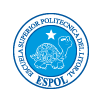 ESCUELA SUPERIOR POLITECNICA DEL LITORAL
ESPOL